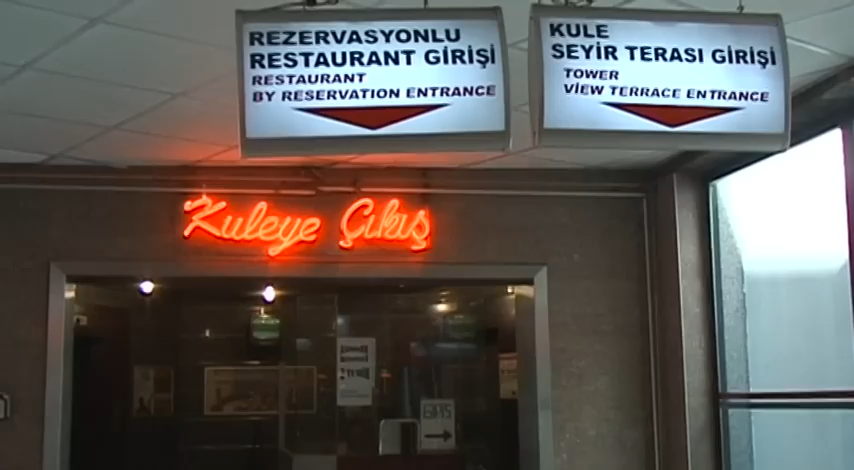 REZERVASYONLU
RESTAURANT GİRİŞİ
RESTAURANT
BY RESERVATION ENTRANCE
KULE
SEYİR TERASI GİRİŞİ
TOWER
VIEW TERRACE ENTRANCE
Kuleye Çıkış
GİRİŞ